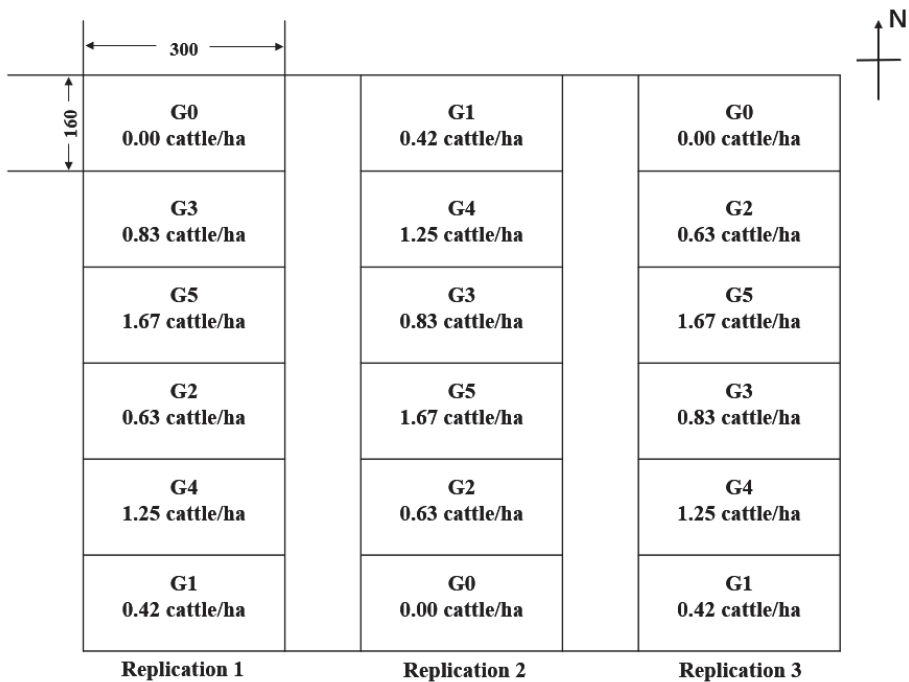 N
300
160
G0
0.00 cattle/ha
G1
0.42 cattle/ha
G0
0.00 cattle/ha
G3
0.83 cattle/ha
G4
1.25 cattle/ha
G2
0.63 cattle/ha
G5
1.67 cattle/ha
G3
0.83 cattle/ha
G5
1.67 cattle/ha
G2
0.63 cattle/ha
G5
1.67 cattle/ha
G3
0.83 cattle/ha
G4
1.25 cattle/ha
G2
0.63 cattle/ha
G4
1.25 cattle/ha
G1
0.42 cattle/ha
G0
0.00 cattle/ha
G1
0.42 cattle/ha
Replication 1
Replication 2
Replication 3